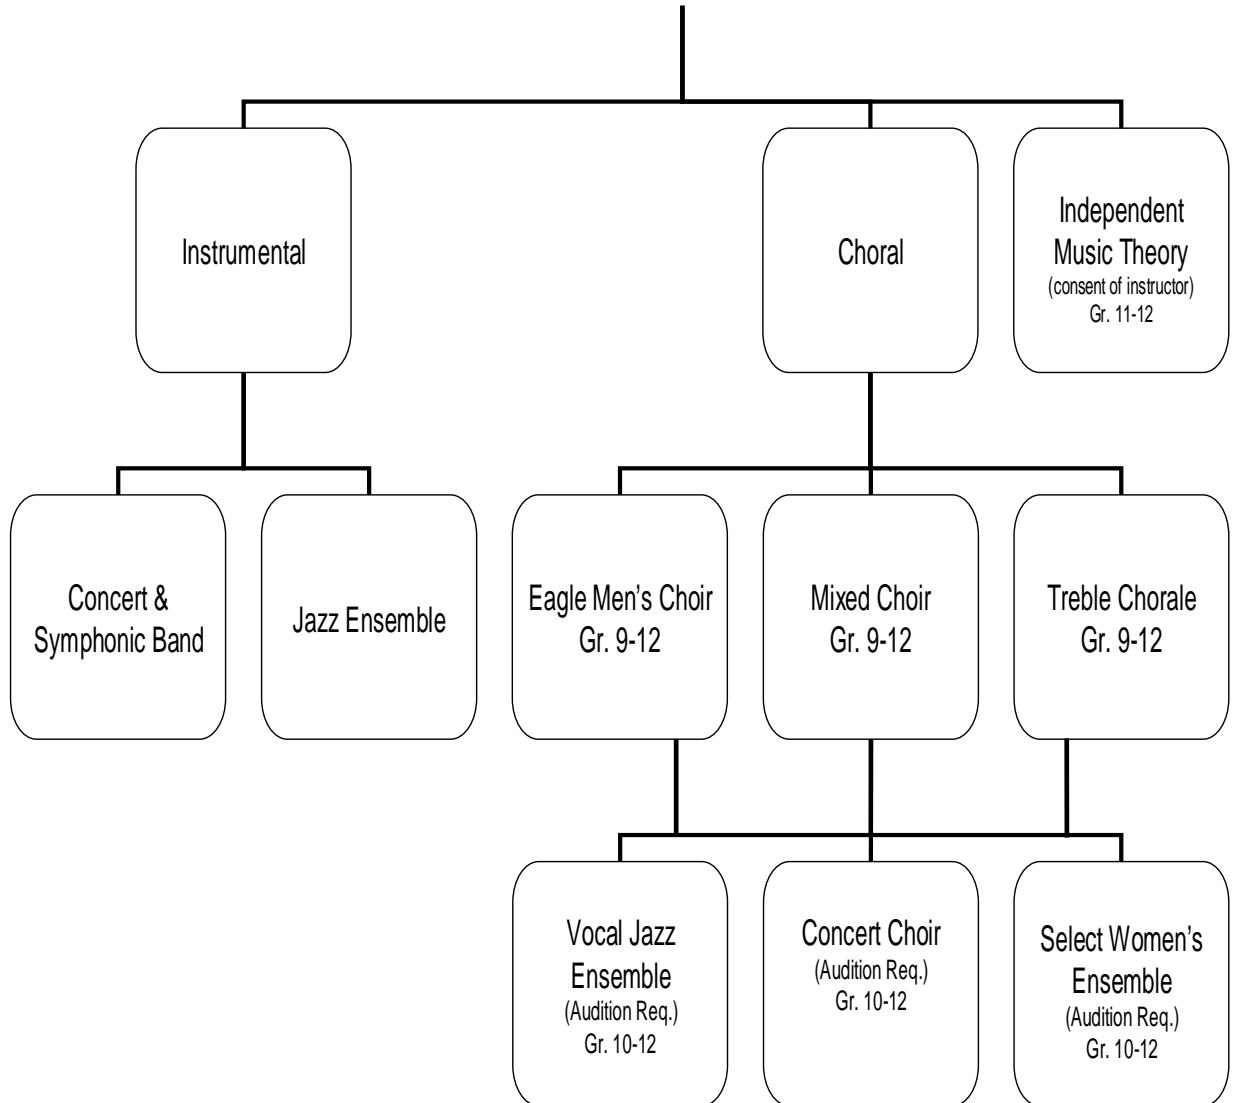 Instrumental
Choral
Independent
Music Theory
(consent of instructor)
Gr. 11-12
Concert &
Symphonic Band
Jazz Ensemble
Eagle Men's Choir
Gr. 9-12
Mixed Choir
Gr. 9-12
Treble Chorale
Gr. 9-12
Vocal Jazz
Ensemble
(Audition Req.)
Gr. 10-12
Concert Choir
(Audition Req.)
Gr. 10-12
Select Women's
Ensemble
(Audition Req.)
Gr. 10-12